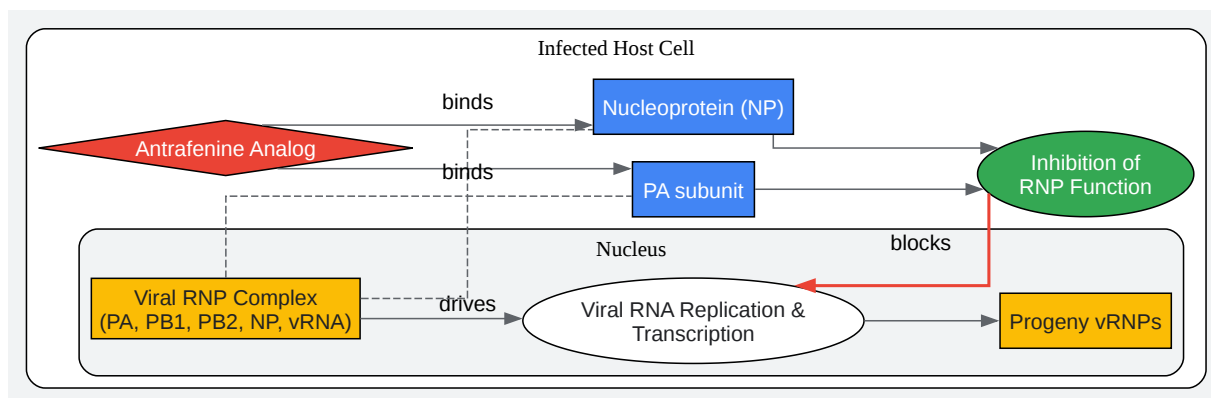 Infected Host Cell
binds
Nucleoprotein (NP)
Antrafenine Analog
binds
PA subunit
Inhibition of
RNP Function
Nucleus
blocks
Viral RNP Complex
(PA, PB1, PB2, NP, vRNA)
drives
Viral RNA Replication &
Transcription
Progeny vRNPs